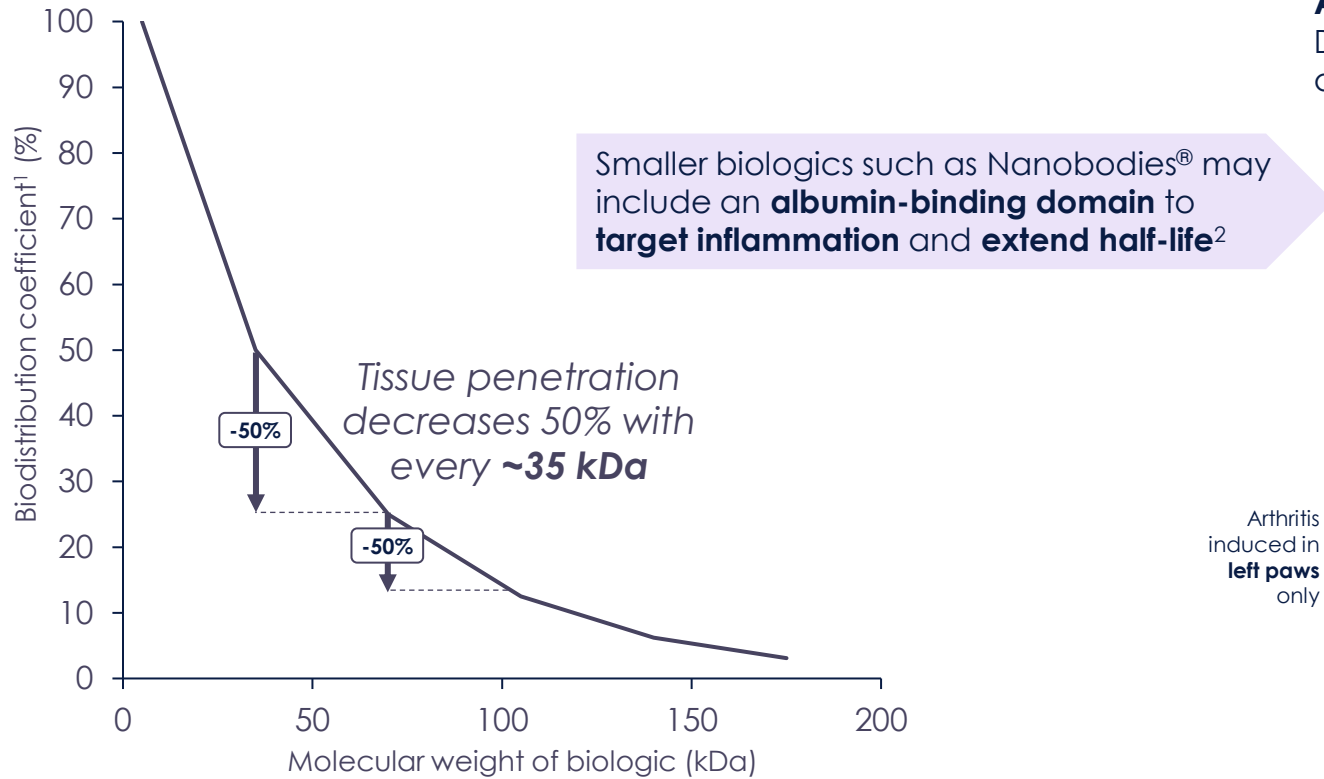 100
90
80
70
60
50
40
30
20
10
0
Biodistribution coefficient¹ (%)
0 50 100 150 200
Molecular weight of biologic (kDa)
-50%
-50%
Tissue penetration
decreases 50% with
every ~35 kDa
Smaller biologics such as Nanobodies® may
include an albumin-binding domain to
target inflammation and extend half-life²
Arthritis
induced in
left paws
only